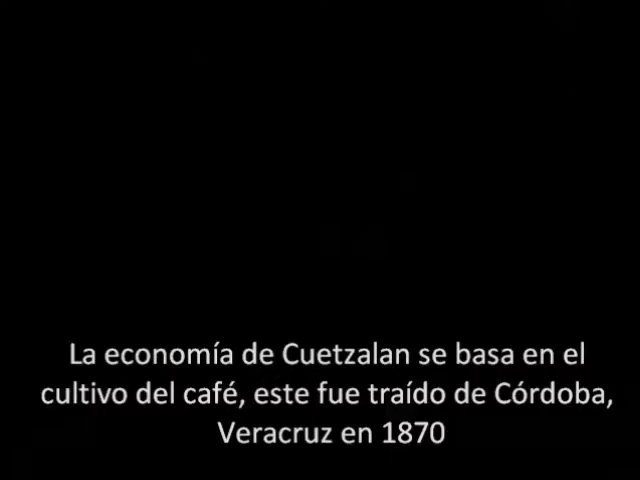 La economía de Cuetzalan se basa en el
cultivo del café, este fue traído de Córdoba,
Veracruz en 1870